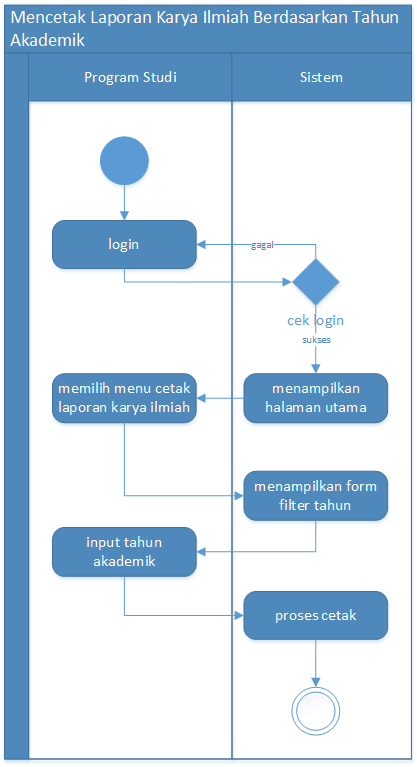 Mencetak Laporan Karya Ilmiah Berdasarkan Tahun
Akademik
Program Studi
Sistem
login
gagal
cek login
sukses
memilih menu cetak
laporan karya ilmiah
menampilkan
halaman utama
menampilkan form
filter tahun
input tahun
akademik
proses cetak